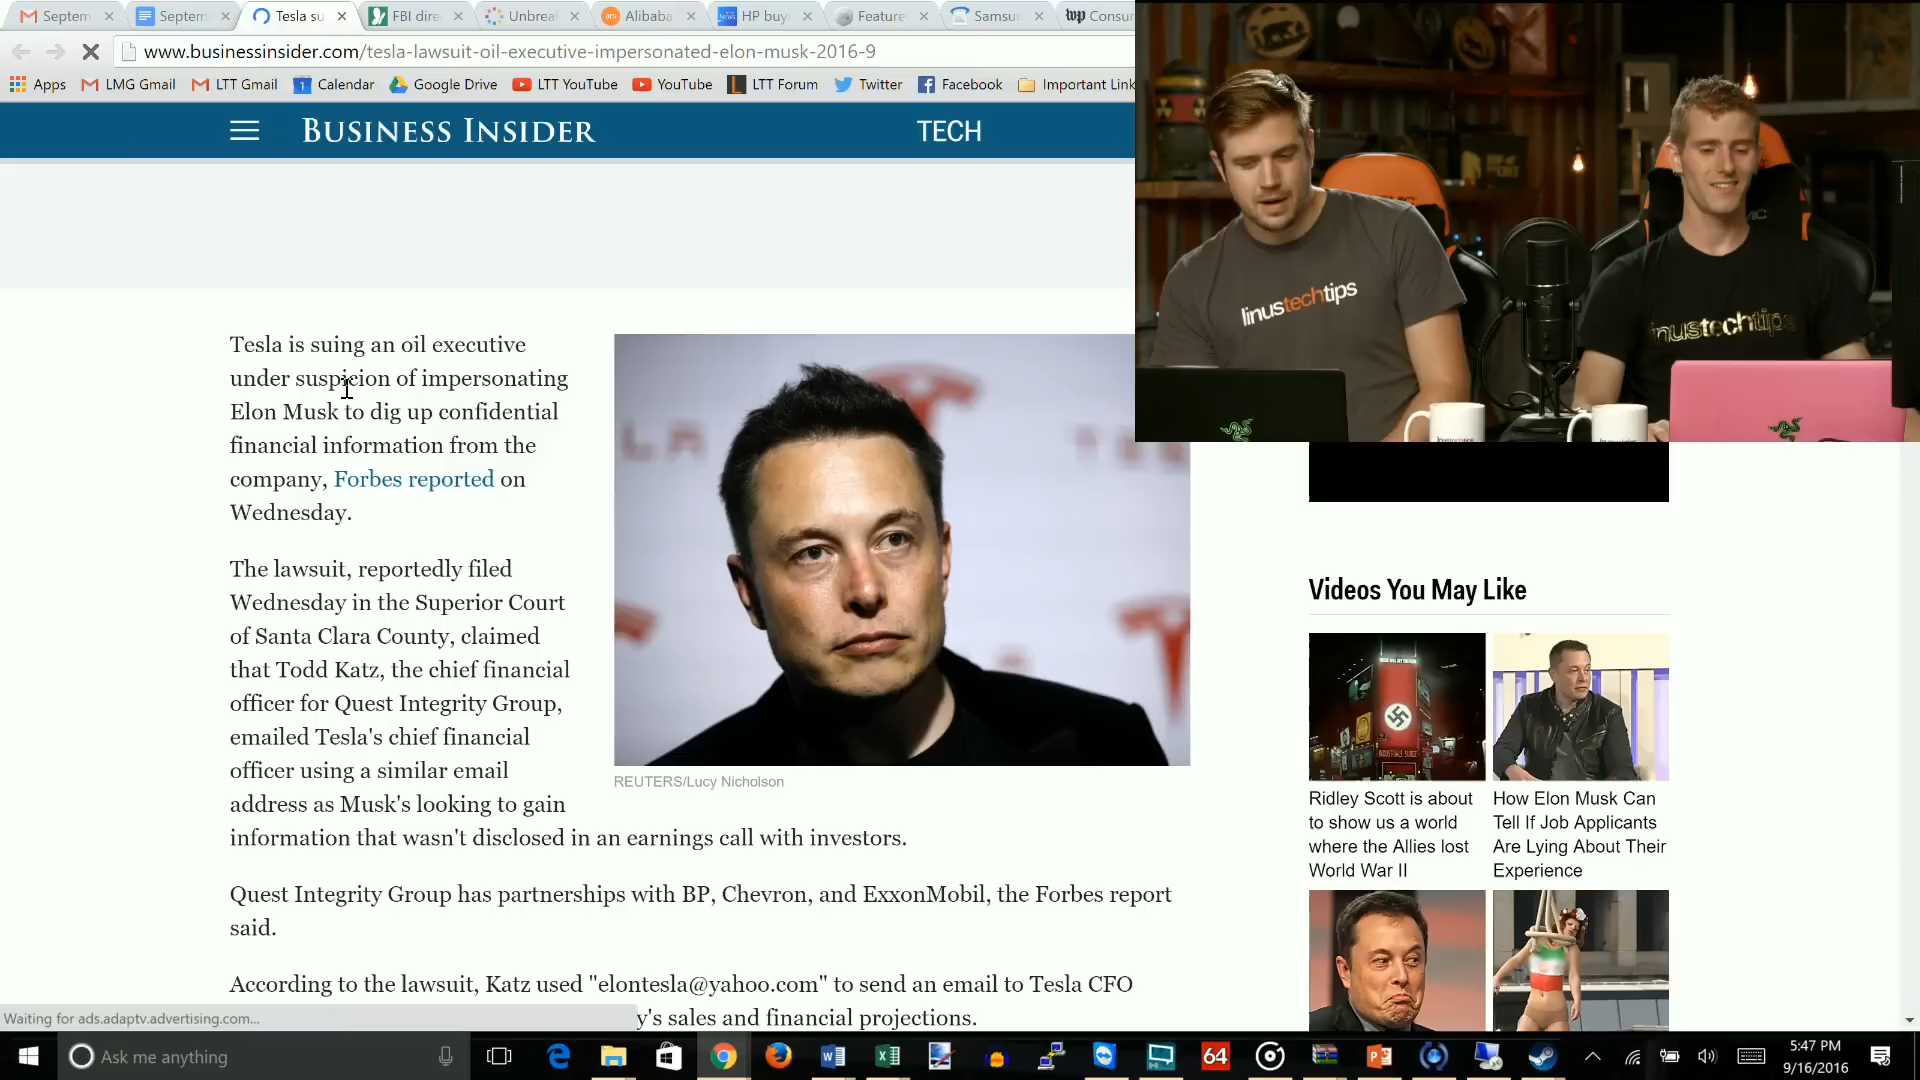 Septem
Septem
Tesla su
FBI dire
Unbrea
Alibaba
HP buy
Feature
Samsu
Consu
www.businessinsider.com/tesla-lawsuit-oil-executive-impersonated-elon-musk-2016-9
Apps
LMG Gmail
LTT Gmail
Calendar
Google Drive
LTT YouTube
YouTube
LTT Forum
Twitter
Facebook
Important Link
BUSINESS INSIDER
TECH
linustechtips
linustechtips
Tesla is suing an oil executive
under suspicion of impersonating
Elon Musk to dig up confidential
financial information from the
company, Forbes reported on
Wednesday.
The lawsuit, reportedly filed
Wednesday in the Superior Court
of Santa Clara County, claimed
that Todd Katz, the chief financial
officer for Quest Integrity Group,
emailed Tesla's chief financial
officer using a similar email
address as Musk's looking to gain
information that wasn't disclosed in an earnings call with investors.
REUTERS/Lucy Nicholson
Quest Integrity Group has partnerships with BP, Chevron, and ExxonMobil, the Forbes report
said.
According to the lawsuit, Katz used "elontesla@yahoo.com" to send an email to Tesla CFO
y's sales and financial projections.
Videos You May Like
Ridley Scott is about
to show us a world
where the Allies lost
World War II
How Elon Musk Can
Tell If Job Applicants
Are Lying About Their
Experience
Waiting for ads.adaptv.advertising.com...
Ask me anything
64
5:47 PM
9/16/2016